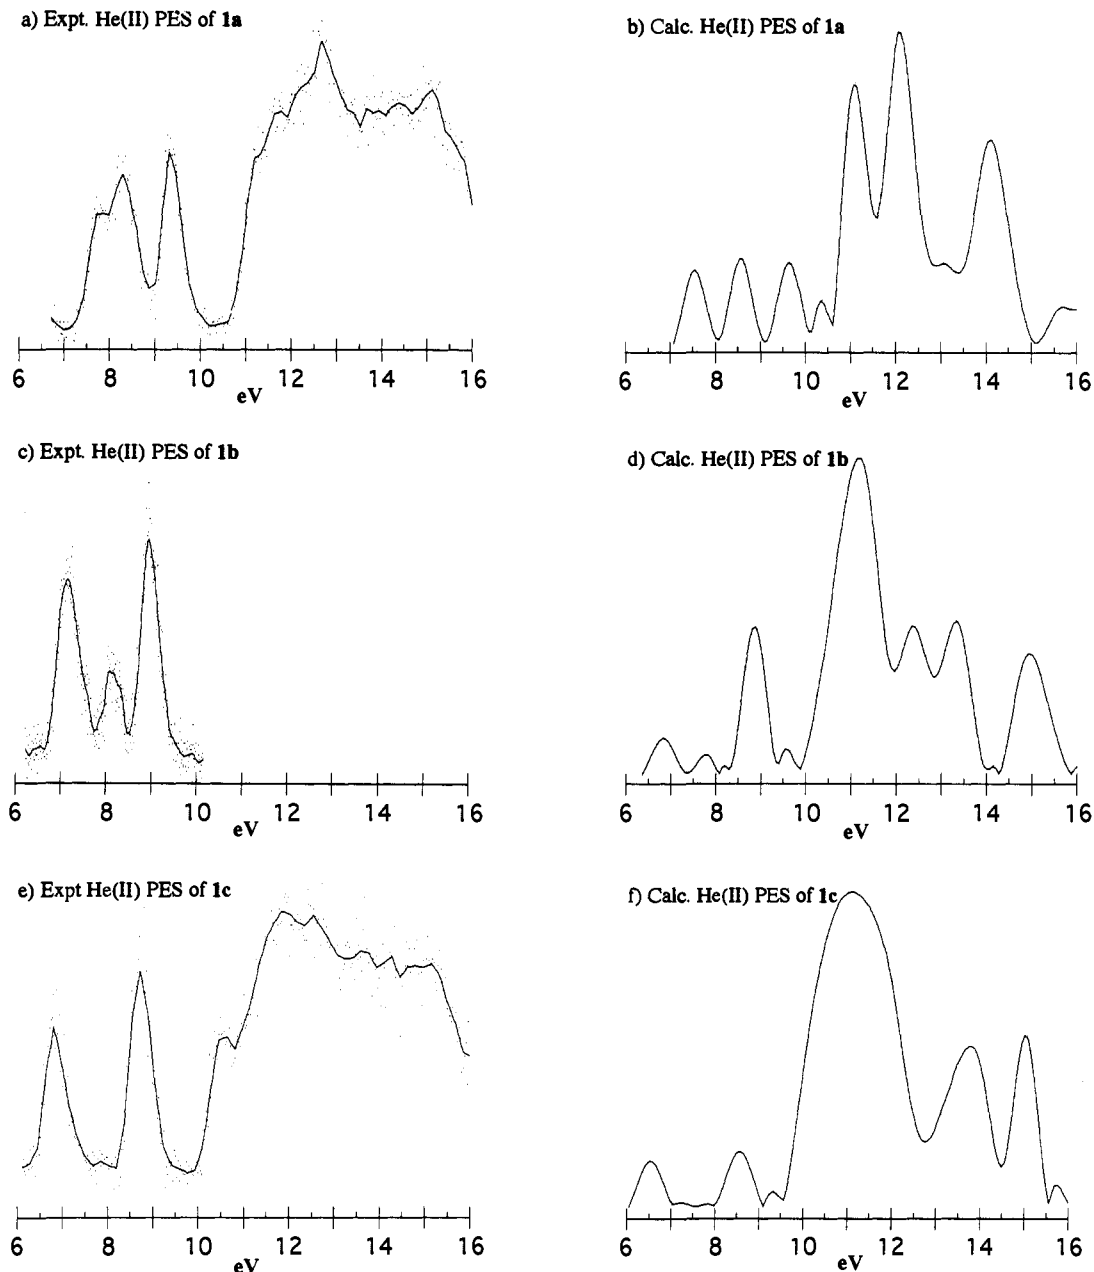 a) Expt. He(II) PES of 1a
b) Calc. He(II) PES of 1a
6 8 10 12 14 16
eV
6 8 10 12 14 16
eV
c) Expt. He(II) PES of 1b
d) Calc. He(II) PES of 1b
6 8 10 12 14 16
eV
6 8 10 12 14 16
eV
e) Expt He(II) PES of 1c
f) Calc. He(II) PES of 1c
6 8 10 12 14 16
eV
6 8 10 12 14 16
eV